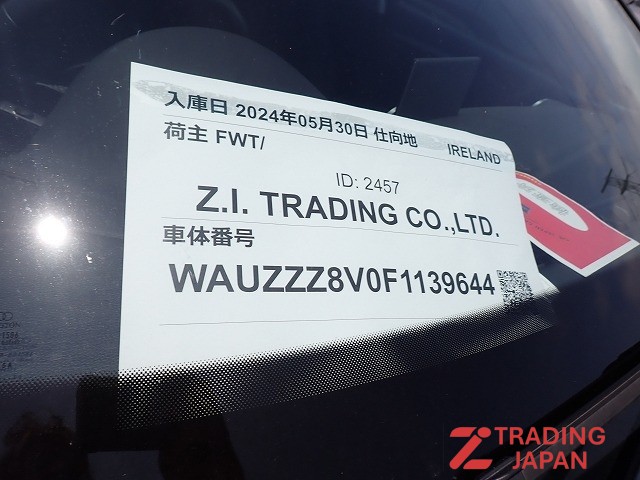 入庫日 2024年05月30日 仕向地 IRELAND
荷主 FWT/
ID: 2457
Z.I. TRADING CO.,LTD.
車体番号
WAUZZZ8V0F1139644
TRADING
JAPAN